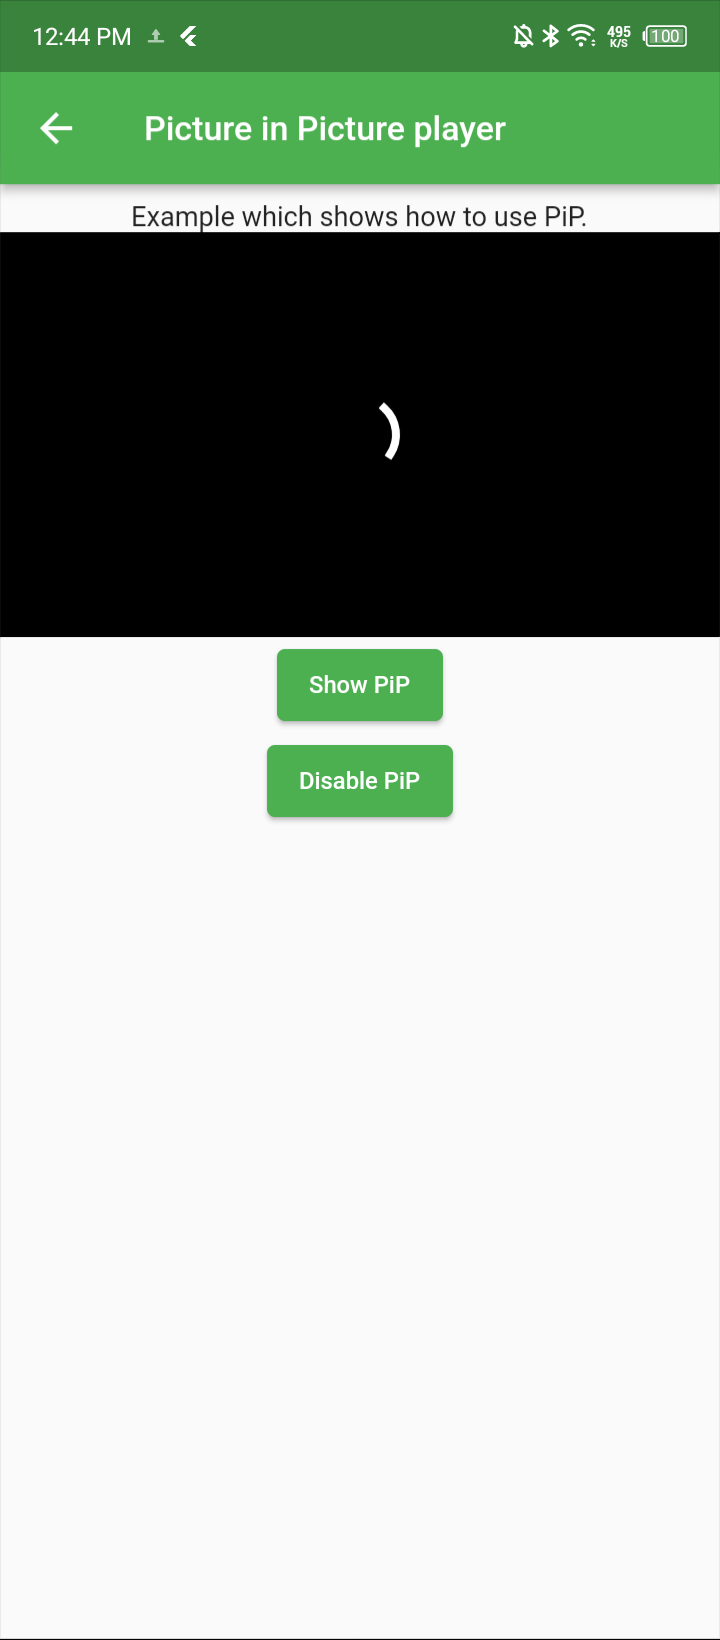 12:44 PM 495 K/S 100
Picture in Picture player
Example which shows how to use PiP.
Show PiP
Disable PiP